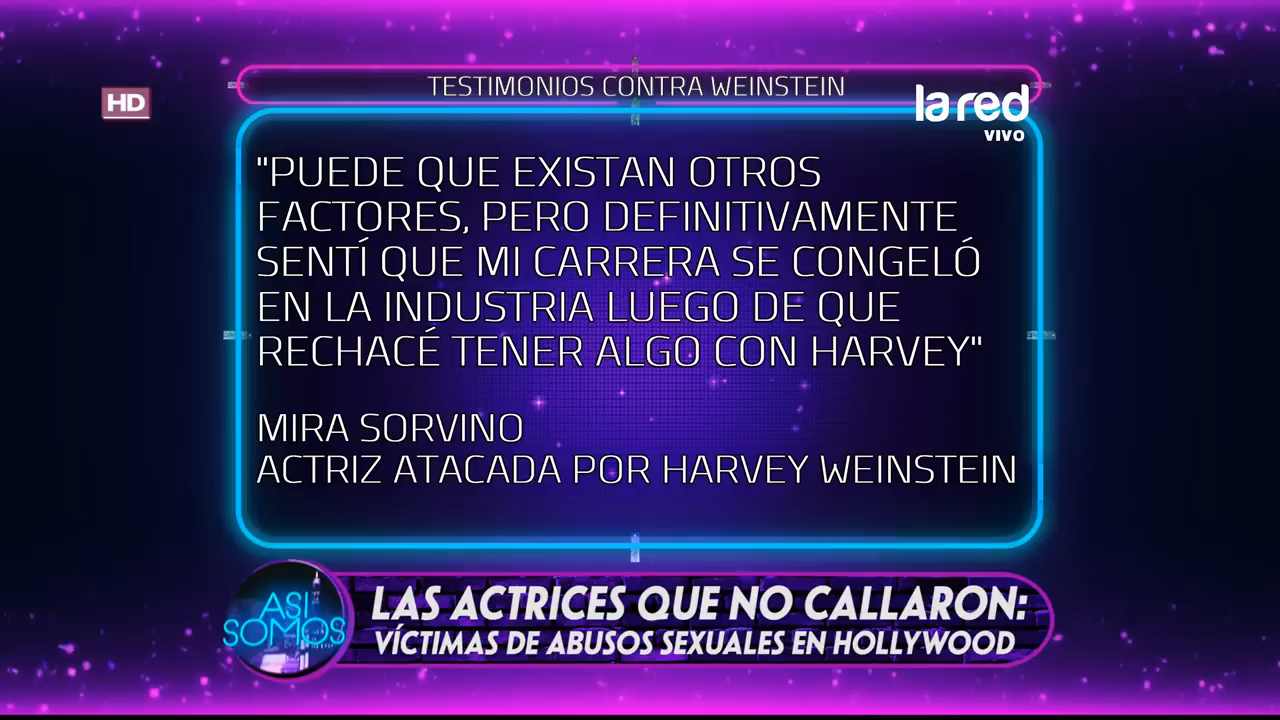 TESTIMONIOS CONTRA WEINSTEIN
HD
la red
VIVO
"PUEDE QUE EXISTAN OTROS
FACTORES, PERO DEFINITIVAMENTE
SENTÍ QUE MI CARRERA SE CONGELÓ
EN LA INDUSTRIA LUEGO DE QUE
RECHACÉ TENER ALGO CON HARVEY"
MIRA SORVINO
ACTRIZ ATACADA POR HARVEY WEINSTEIN
ASI
SOMOS
LAS ACTRICES QUE NO CALLARON:
VÍCTIMAS DE ABUSOS SEXUALES EN HOLLYWOOD